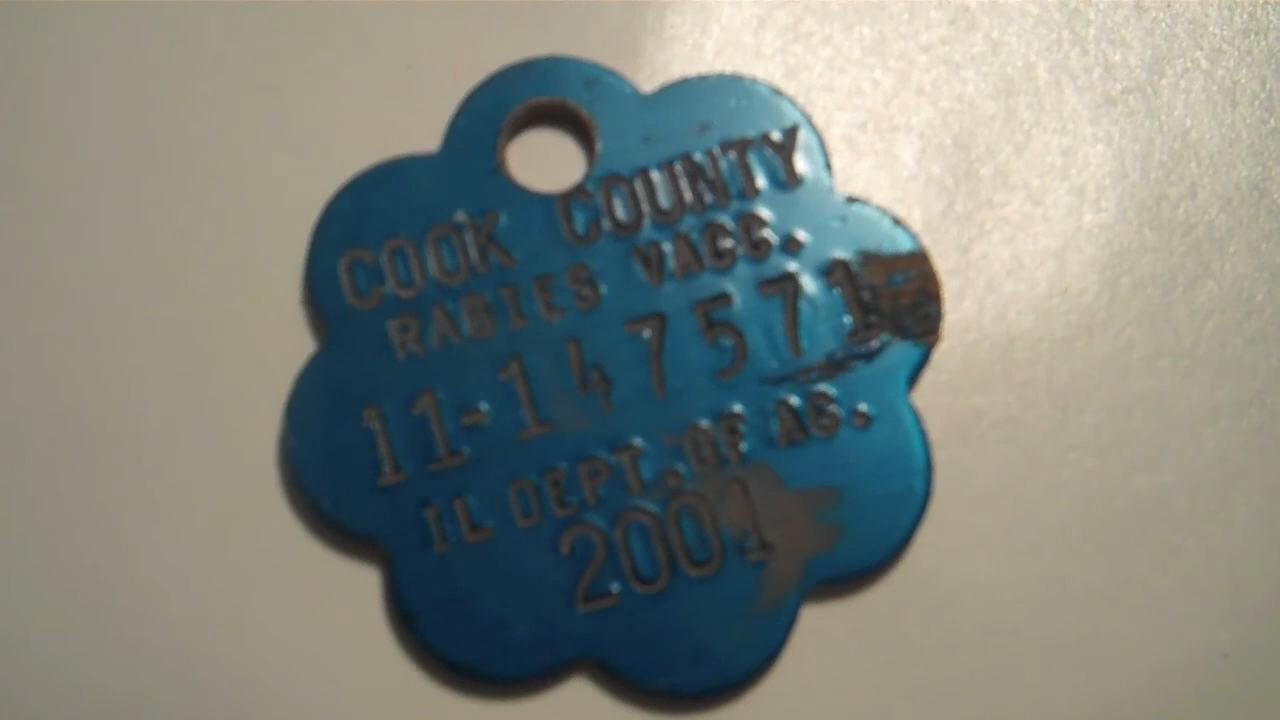 COOK COUNTY
RABIES VACC.
11-147571
IL DEPT. OF AG.
2001